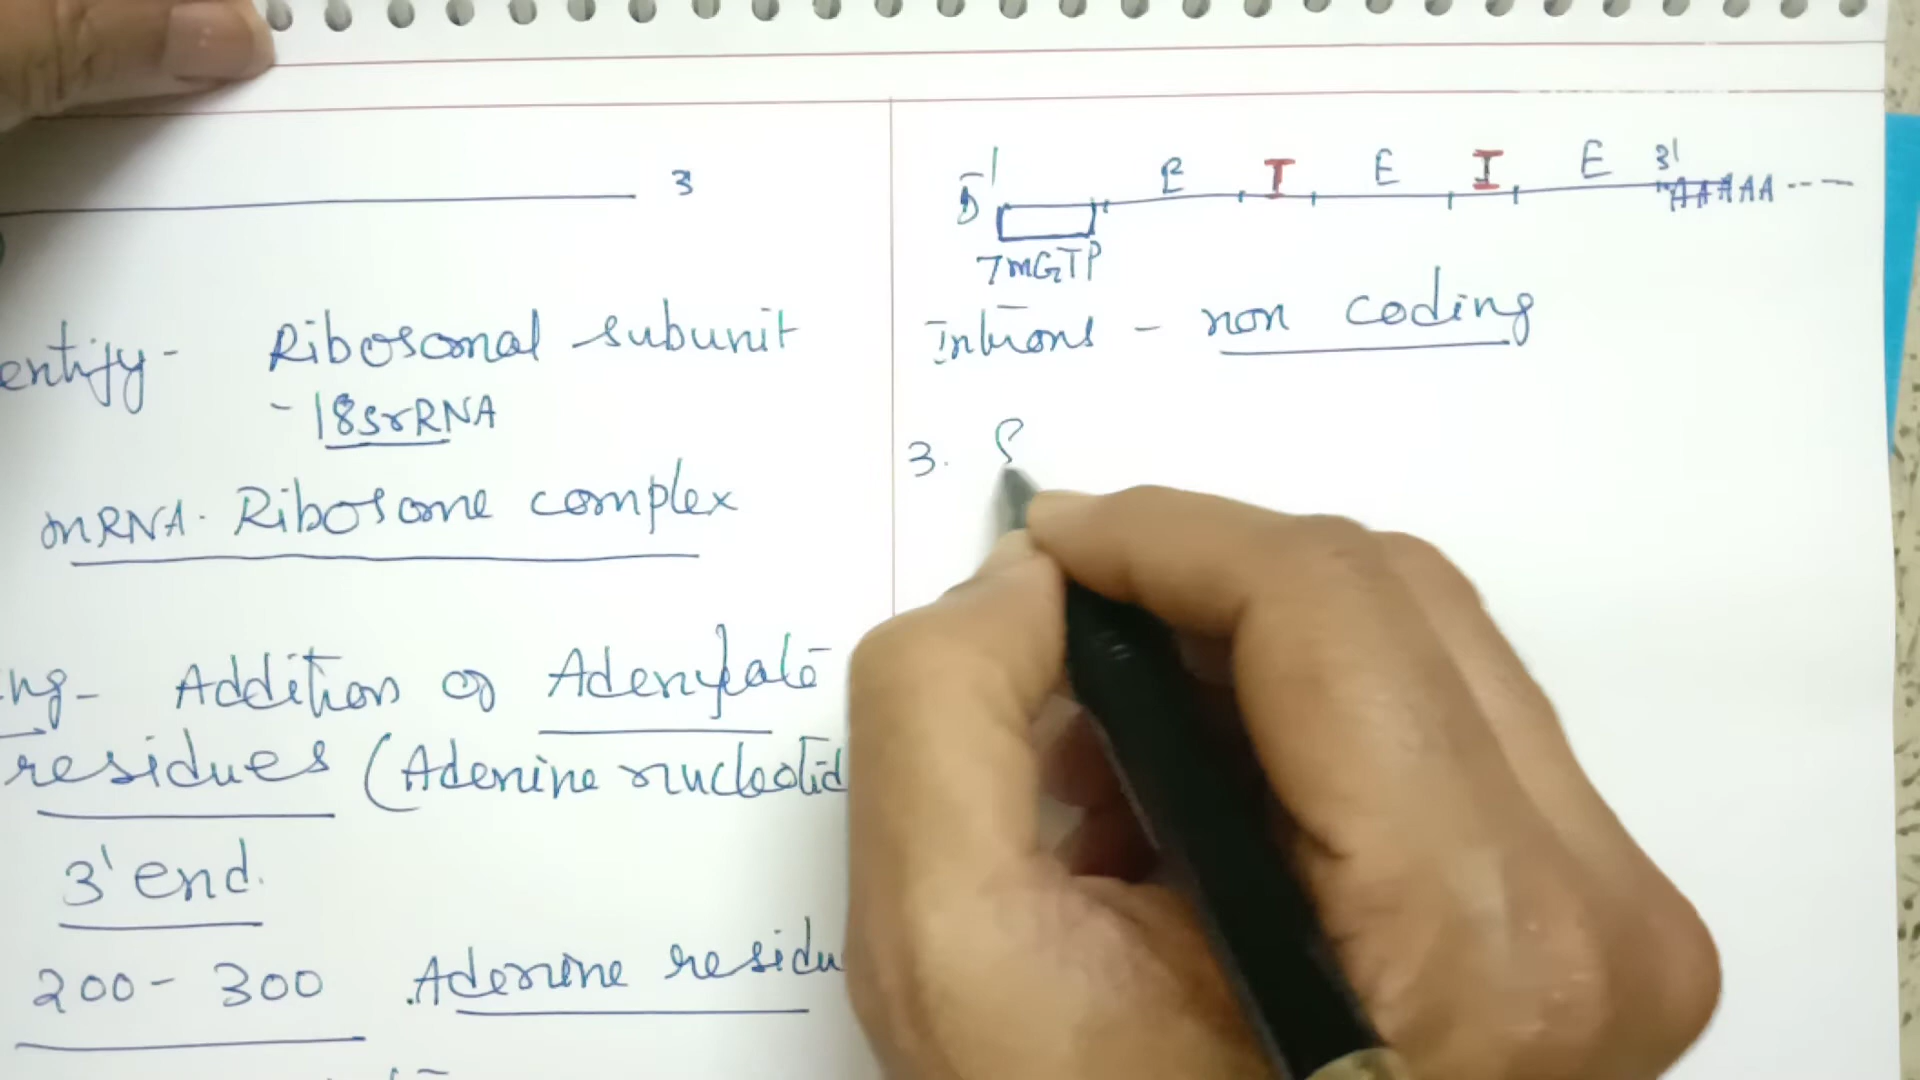 3
entify- Ribosomal subunit
- 18SrRNA
mRNA. Ribosome complex
ing- Addition of Adenylate
residues (Adenine nucleotid
3' end.
200- 300 Adenine residu
E I E I E 3'
5' AAAAA ----
7mGTP
Introns - non coding
3. S